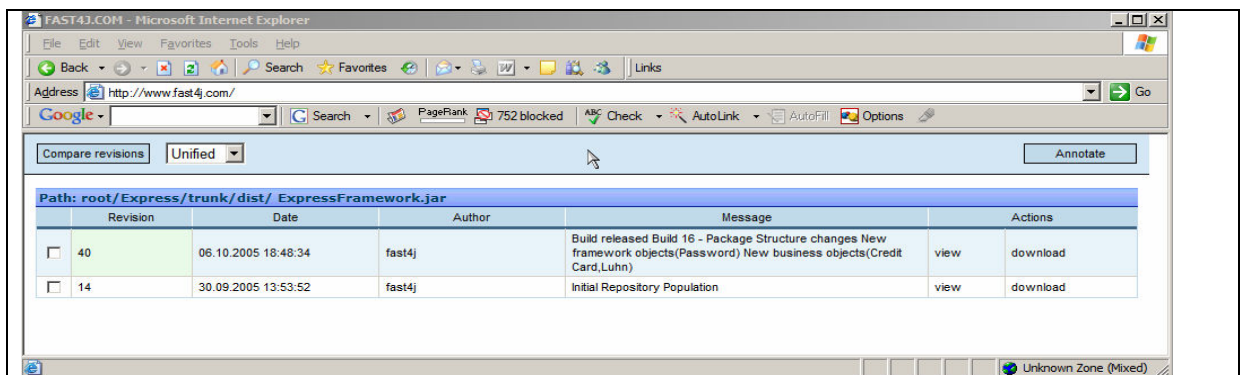 FAST4J.COM - Microsoft Internet Explorer
File Edit View Favorites Tools Help
Back Search Favorites Links
Address http://www.fast4j.com/ Go
Google Search PageRank 752 blocked ABC Check AutoLink AutoFill Options
Compare revisions Unified Annotate
Path: root/Express/trunk/dist/ ExpressFramework.jar
Revision Date Author Message Actions
40 06.10.2005 18:48:34 fast4j Build released Build 16 - Package Structure changes New
framework objects(Password) New business objects(Credit
Card,Luhn) view download
14 30.09.2005 13:53:52 fast4j Initial Repository Population view download
Unknown Zone (Mixed)